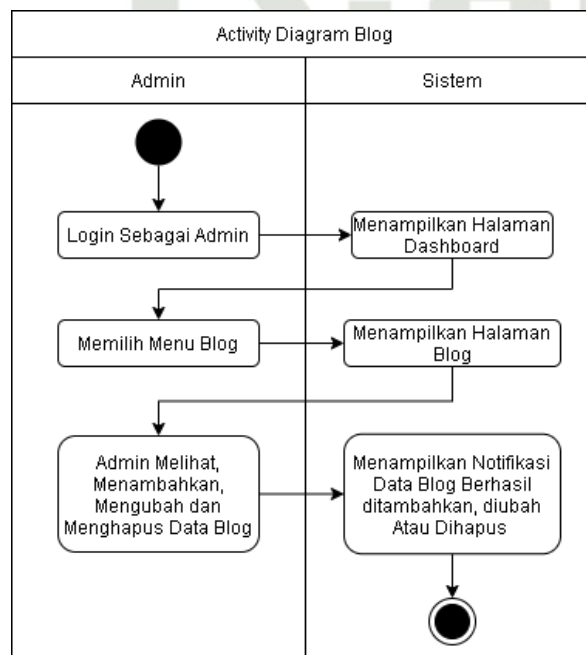 Activity Diagram Blog
Admin
Sistem
Login Sebagai Admin
Menampilkan Halaman
Dashboard
Memilih Menu Blog
Menampilkan Halaman
Blog
Admin Melihat,
Menambahkan,
Mengubah dan
Menghapus Data Blog
Menampilkan Notifikasi
Data Blog Berhasil
ditambahkan, diubah
Atau Dihapus